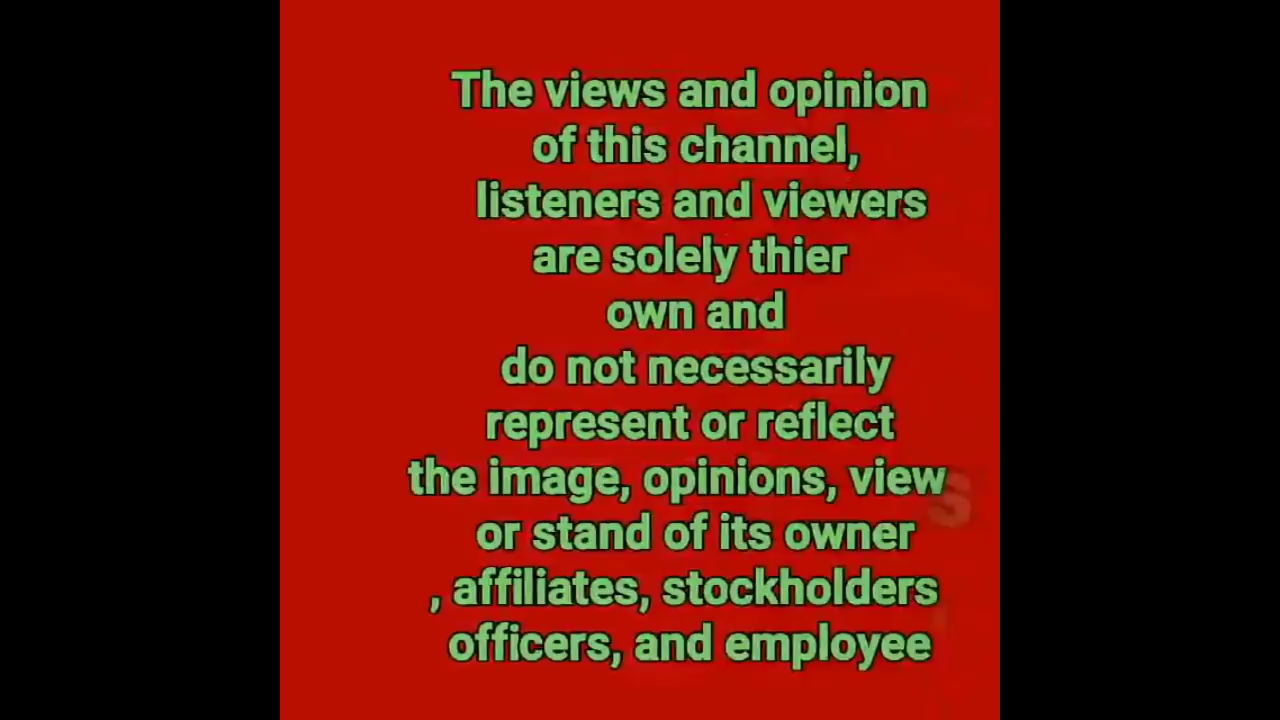 The views and opinion
of this channel,
listeners and viewers
are solely thier
own and
do not necessarily
represent or reflect
the image, opinions, view
or stand of its owner
, affiliates, stockholders
officers, and employee